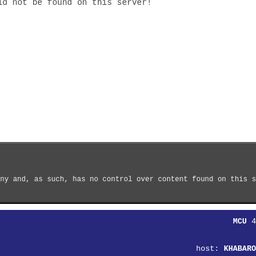 ld not be found on this server!
ny and, as such, has no control over content found on this s
MCU 4
host: KHABARO